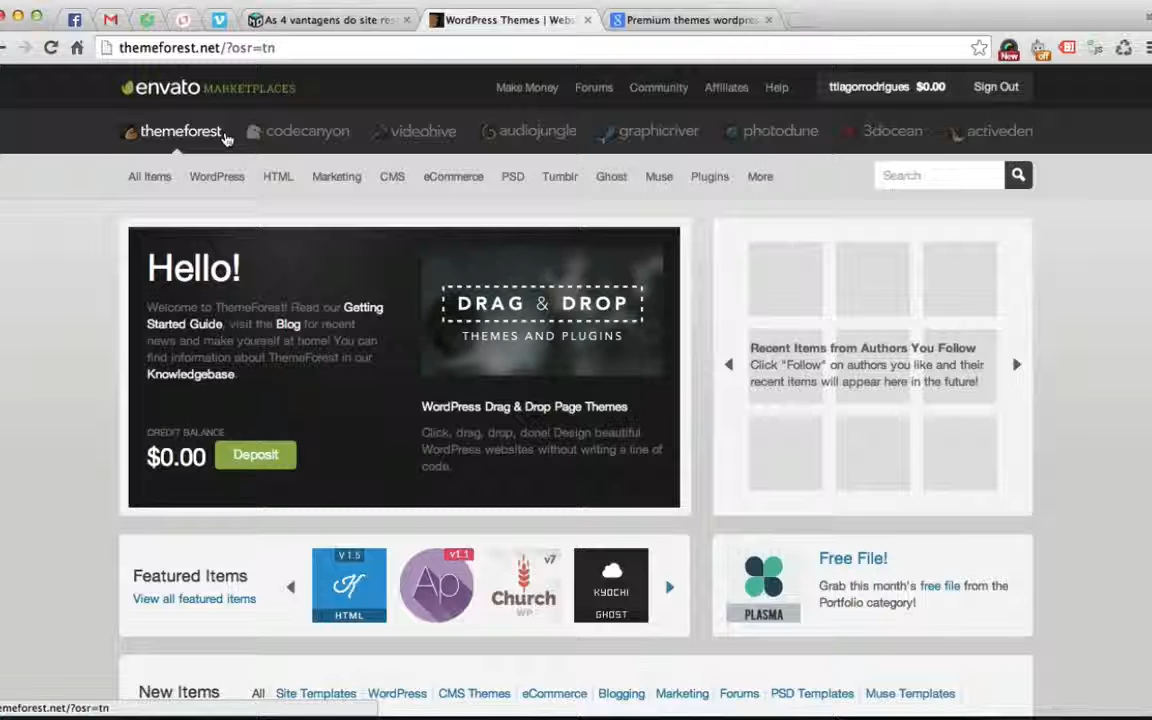 As 4 vantagens do site res
WordPress Themes | Webs
Premium themes wordpre
themeforest.net/?osr=tn
New
off
envato MARKETPLACES
Make Money Forums Community Affiliates Help ttiagorrodrigues $0.00 Sign Out
themeforest codecanyon videohive audiojungle graphicriver photodune 3docean activeden
All Items WordPress HTML Marketing CMS eCommerce PSD Tumblr Ghost Muse Plugins More Search
Hello!
Welcome to ThemeForest! Read our Getting
Started Guide, visit the Blog for recent
news and make yourself at home! You can
find information about ThemeForest in our
Knowledgebase.
CREDIT BALANCE
$0.00 Deposit
DRAG & DROP
THEMES AND PLUGINS
WordPress Drag & Drop Page Themes
Click, drag, drop, done! Design beautiful
WordPress websites without writing a line of
code.
Recent Items from Authors You Follow
Click "Follow" on authors you like and their
recent items will appear here in the future!
Featured Items
View all featured items
V 1.5
HTML
v1.1
Ap
v7
Church
WP
KYOCHI
GHOST
PLASMA
Free File!
Grab this month's free file from the
Portfolio category!
New Items All Site Templates WordPress CMS Themes eCommerce Blogging Marketing Forums PSD Templates Muse Templates
emeforest.net/?osr=tn